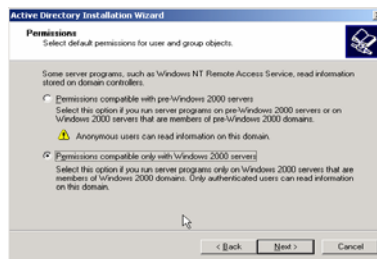 Active Directory Installation Wizard
Permissions
Select default permissions for user and group objects.
Some server programs, such as Windows NT Remote Access Service, read information
stored on domain controllers.
Permissions compatible with pre-Windows 2000 servers
Select this option if you run server programs on pre-Windows 2000 servers or on
Windows 2000 servers that are members of pre-Windows 2000 domains.
Anonymous users can read information on this domain.
Permissions compatible only with Windows 2000 servers
Select this option if you run server programs only on Windows 2000 servers that are
members of Windows 2000 domains. Only authenticated users can read information
on this domain.
< Back Next > Cancel